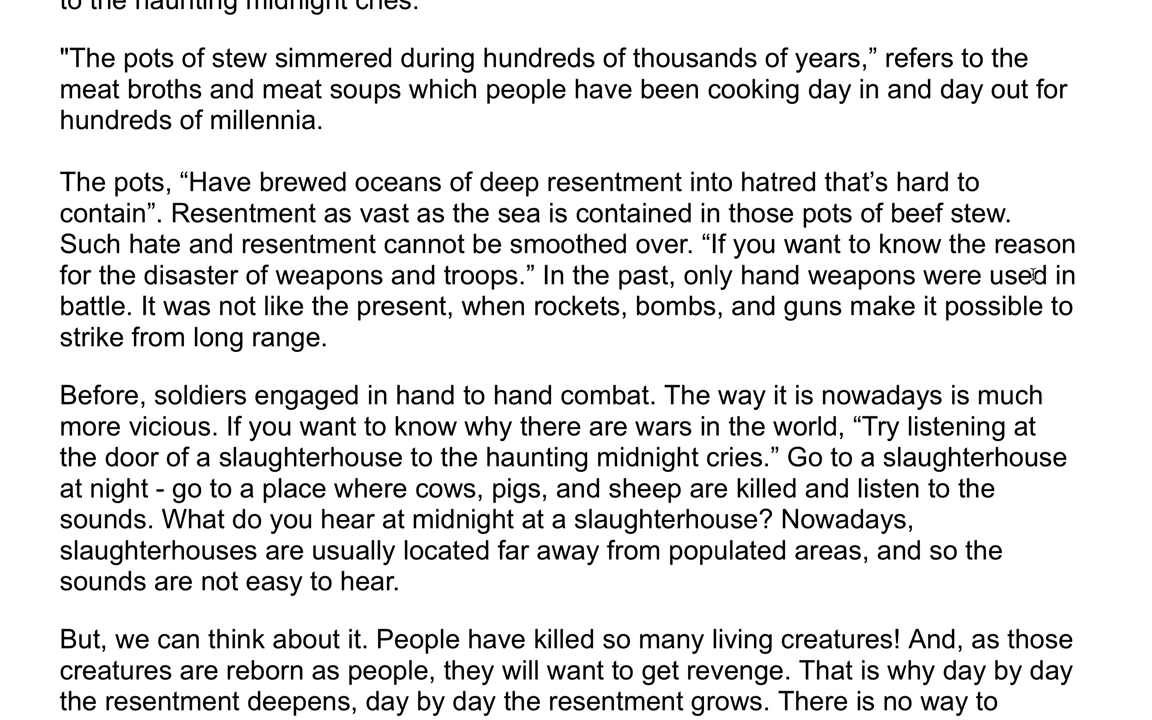 to the haunting midnight cries."
"The pots of stew simmered during hundreds of thousands of years,” refers to the
meat broths and meat soups which people have been cooking day in and day out for
hundreds of millennia.
The pots, “Have brewed oceans of deep resentment into hatred that’s hard to
contain”. Resentment as vast as the sea is contained in those pots of beef stew.
Such hate and resentment cannot be smoothed over. “If you want to know the reason
for the disaster of weapons and troops.” In the past, only hand weapons were used in
battle. It was not like the present, when rockets, bombs, and guns make it possible to
strike from long range.
Before, soldiers engaged in hand to hand combat. The way it is nowadays is much
more vicious. If you want to know why there are wars in the world, “Try listening at
the door of a slaughterhouse to the haunting midnight cries.” Go to a slaughterhouse
at night - go to a place where cows, pigs, and sheep are killed and listen to the
sounds. What do you hear at midnight at a slaughterhouse? Nowadays,
slaughterhouses are usually located far away from populated areas, and so the
sounds are not easy to hear.
But, we can think about it. People have killed so many living creatures! And, as those
creatures are reborn as people, they will want to get revenge. That is why day by day
the resentment deepens, day by day the resentment grows. There is no way to